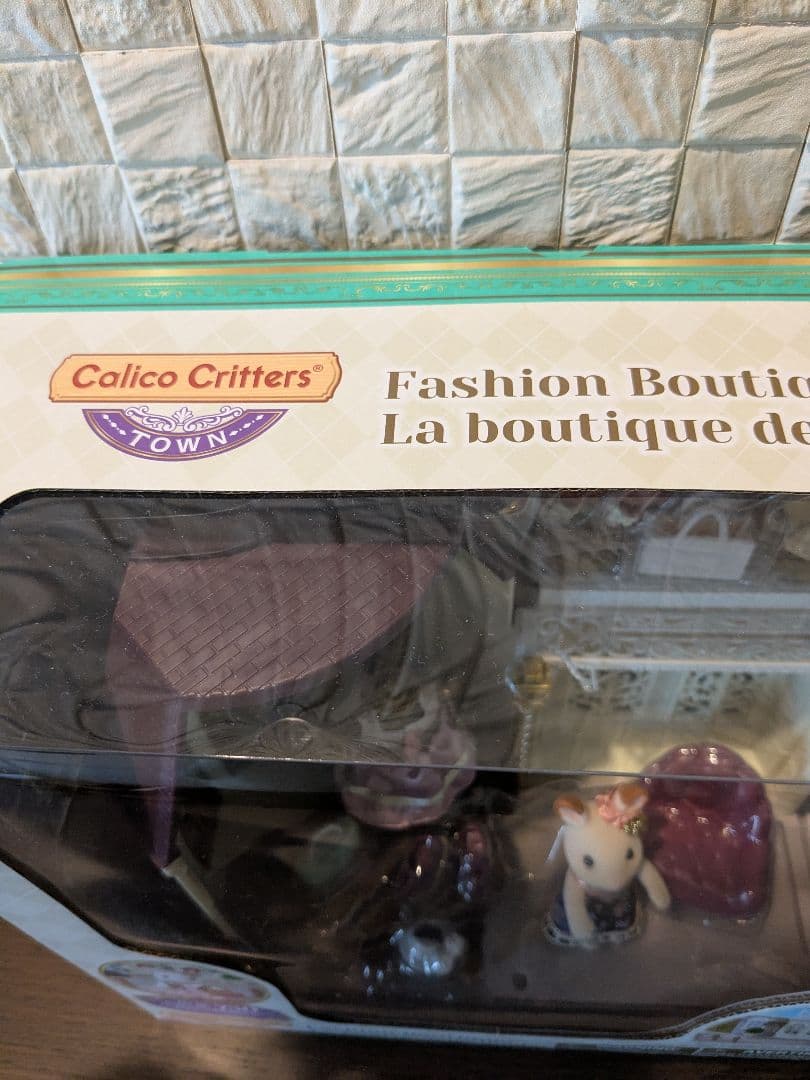 Calico Critters®
TOWN
Fashion Boutiq
La boutique de